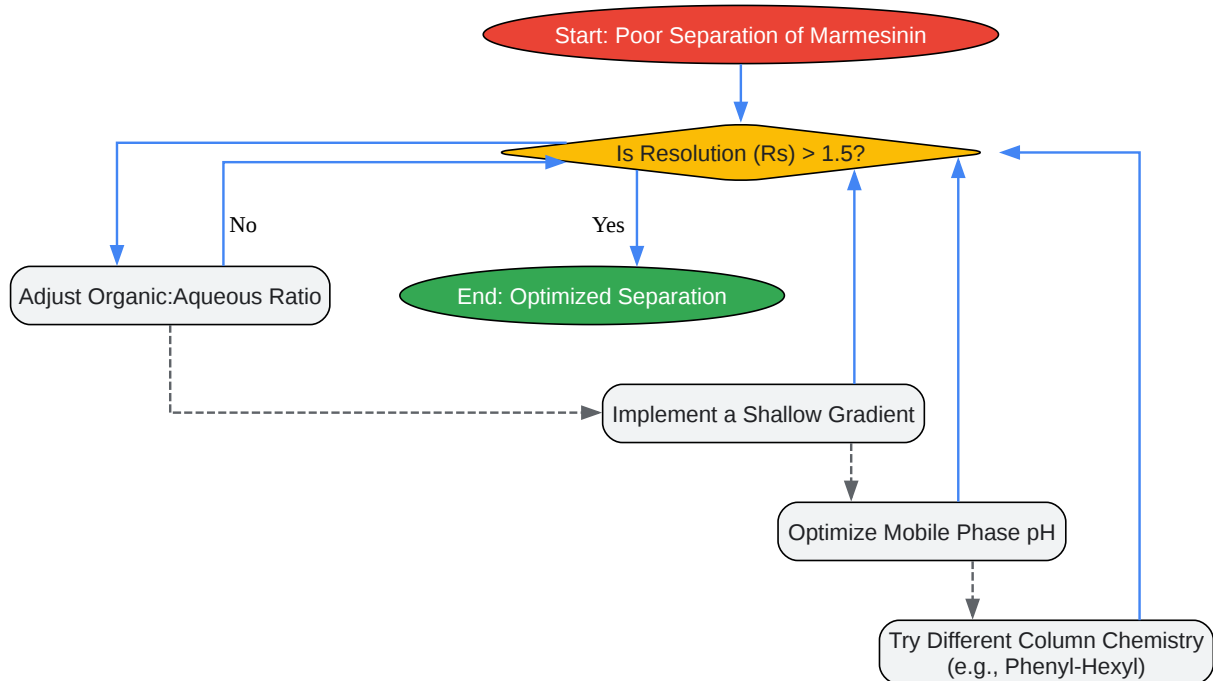 Start: Poor Separation of Marmesinin
Is Resolution (Rs) > 1.5?
No
Yes
Adjust Organic:Aqueous Ratio
End: Optimized Separation
Implement a Shallow Gradient
Optimize Mobile Phase pH
Try Different Column Chemistry
(e.g., Phenyl-Hexyl)